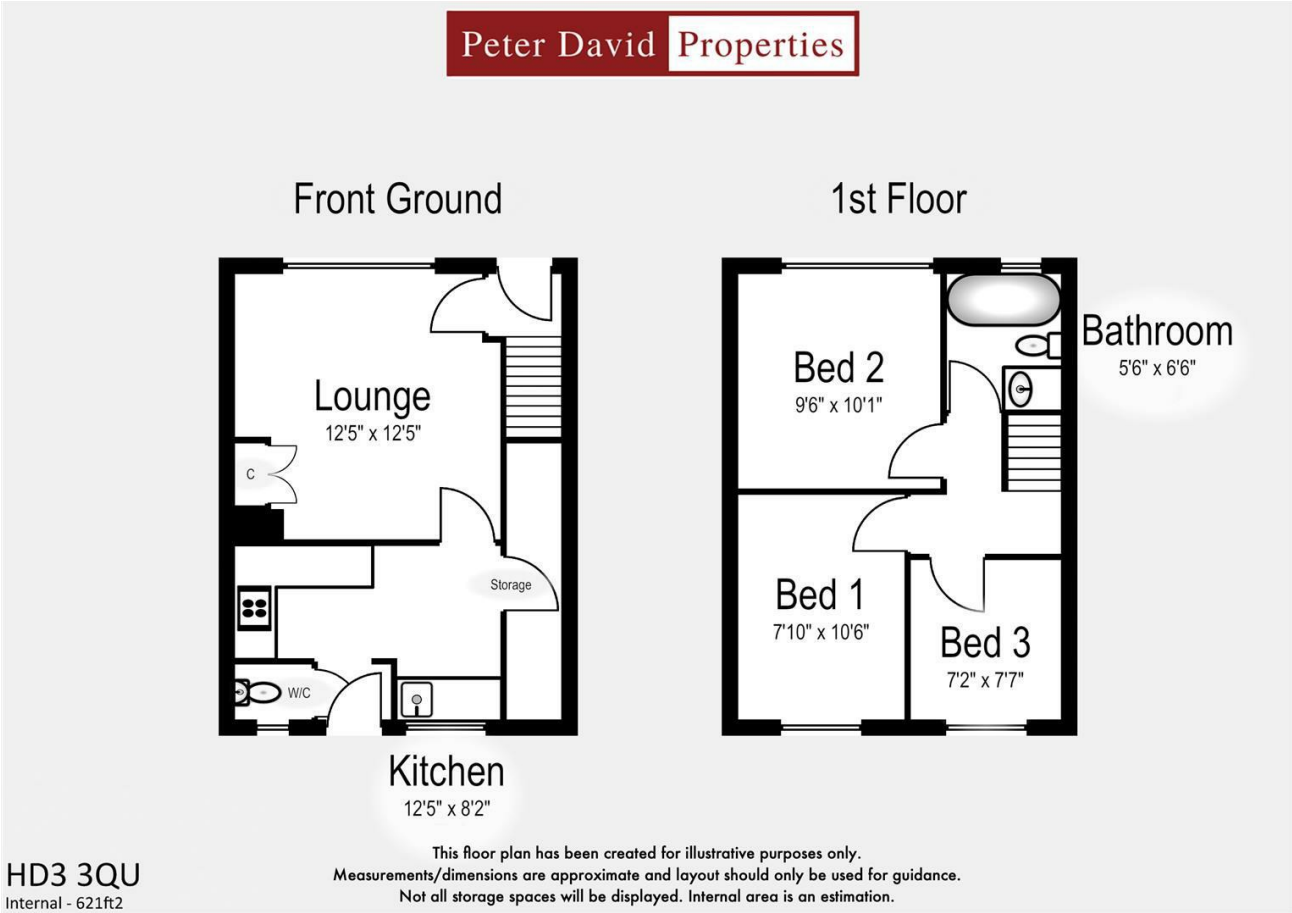 Peter David Properties
Front Ground
1st Floor
Lounge
12'5" x 12'5"
C
Storage
W/C
Kitchen
12'5" x 8'2"
Bed 2
9'6" x 10'1"
Bathroom
5'6" x 6'6"
Bed 1
7'10" x 10'6"
Bed 3
7'2" x 7'7"
This floor plan has been created for illustrative purposes only.
Measurements/dimensions are approximate and layout should only be used for guidance.
Not all storage spaces will be displayed. Internal area is an estimation.
HD3 3QU
Internal - 621ft2